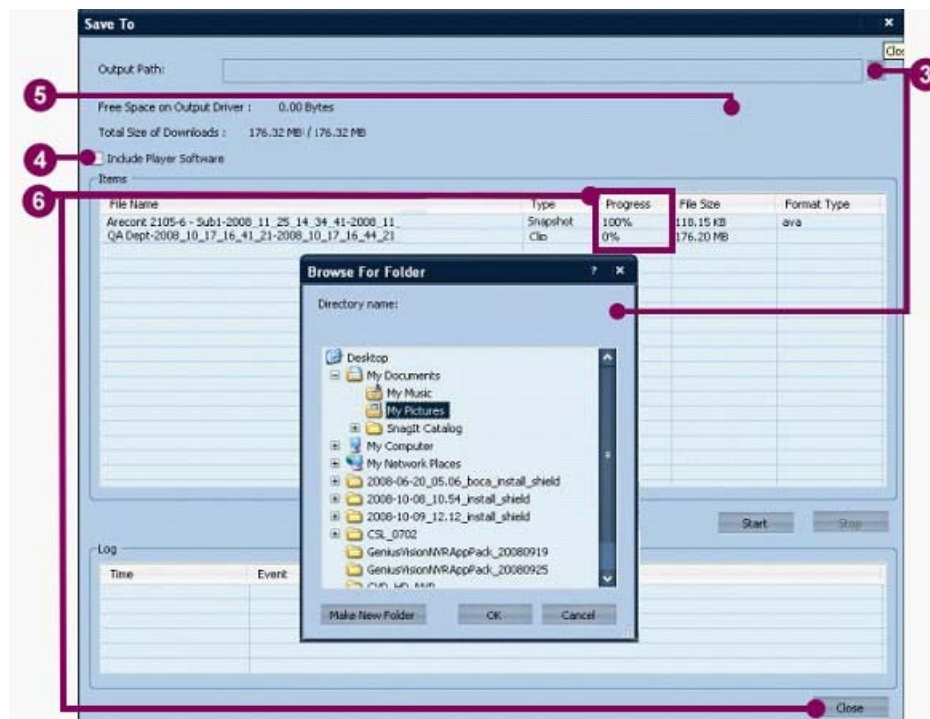 Save To
Clo
Output Path:
3
5
Free Space on Output Driver : 0.00 Bytes
Total Size of Downloads : 176.32 MB / 176.32 MB
4
Include Player Software
Items
6
File Name Type Progress File Size Format Type
Arecont 2105-6 - Sub1-2008_11_25_14_34_41-2008_11_ Snapshot 100% 118.15 KB ava
QA Dept-2008_10_17_16_41_21-2008_10_17_16_44_21 Clip 0% 176.20 MB
Browse For Folder ?
Directory name:
Desktop
My Documents
My Music
My Pictures
SnagIt Catalog
My Computer
My Network Places
2008-06-20_05.06_boca_install_shield
2008-10-08_10.54_install_shield
2008-10-09_12.12_install_shield
CSL_0702
GeniusVisionNVRAppPack_20080919
GeniusVisionNVRAppPack_20080925
Make New Folder OK Cancel
Start Stop
Log
Time Event
Close